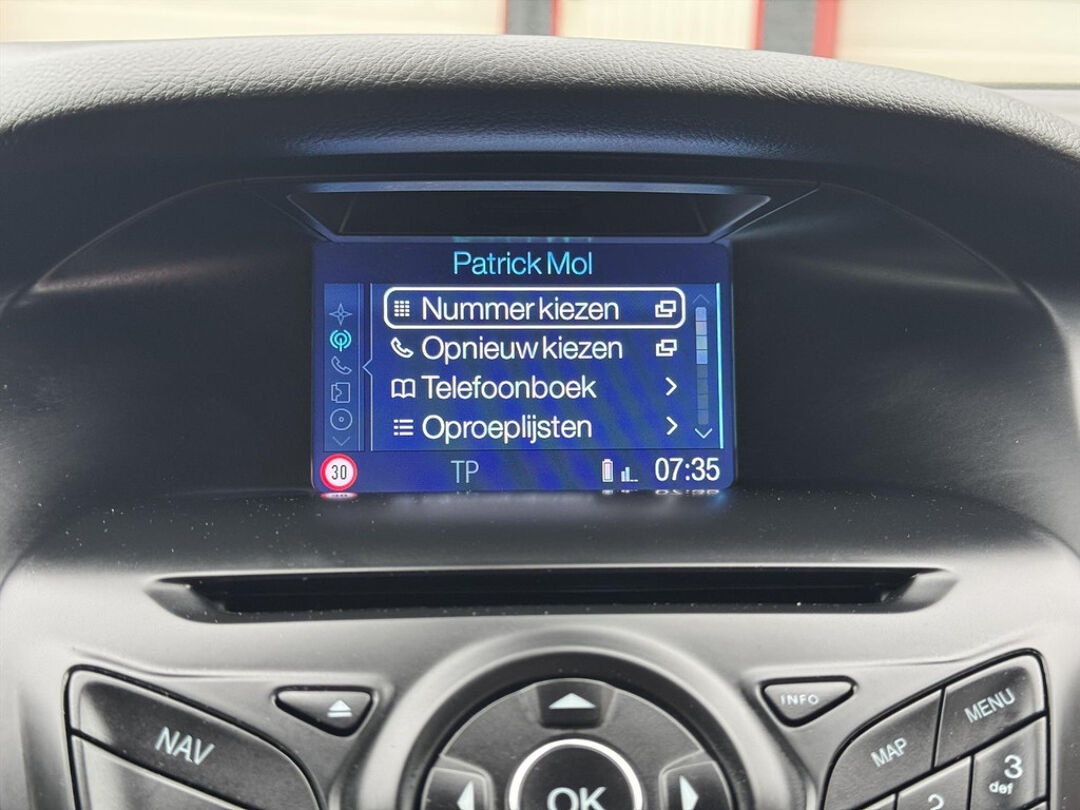 Patrick Mol
Nummer kiezen
Opnieuw kiezen
Telefoonboek
Oproeplijsten
30 TP 07:35
INFO
NAV
MAP
MENU
OK
2
3
def